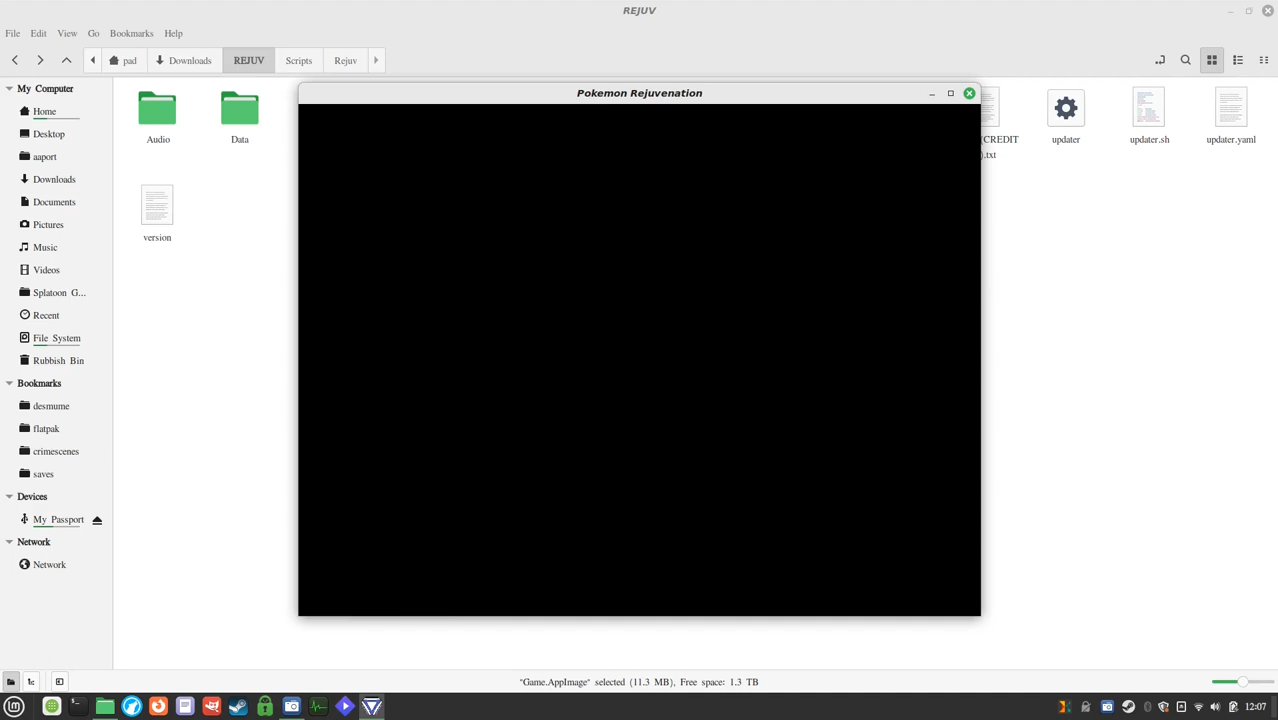 REJUV
File Edit View Go Bookmarks Help
pad Downloads REJUV Scripts Rejuv
My Computer
Home
Desktop
aaport
Downloads
Documents
Pictures
Music
Videos
Splatoon G...
Recent
File System
Rubbish Bin
Bookmarks
desmume
flatpak
crimescenes
saves
Devices
My Passport
Network
Network
Audio
Data
version
Pokemon Rejuvenation
(CREDIT
).txt
updater
updater.sh
updater.yaml
"Game.AppImage" selected (11.3 MB), Free space: 1.3 TB
12:07